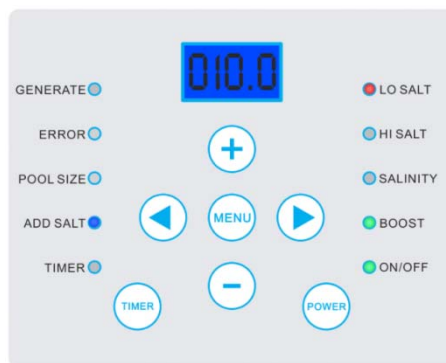 010.0
GENERATE
LO SALT
ERROR
HI SALT
+
POOL SIZE
SALINITY
MENU
ADD SALT
BOOST
TIMER
ON/OFF
−
TIMER
POWER